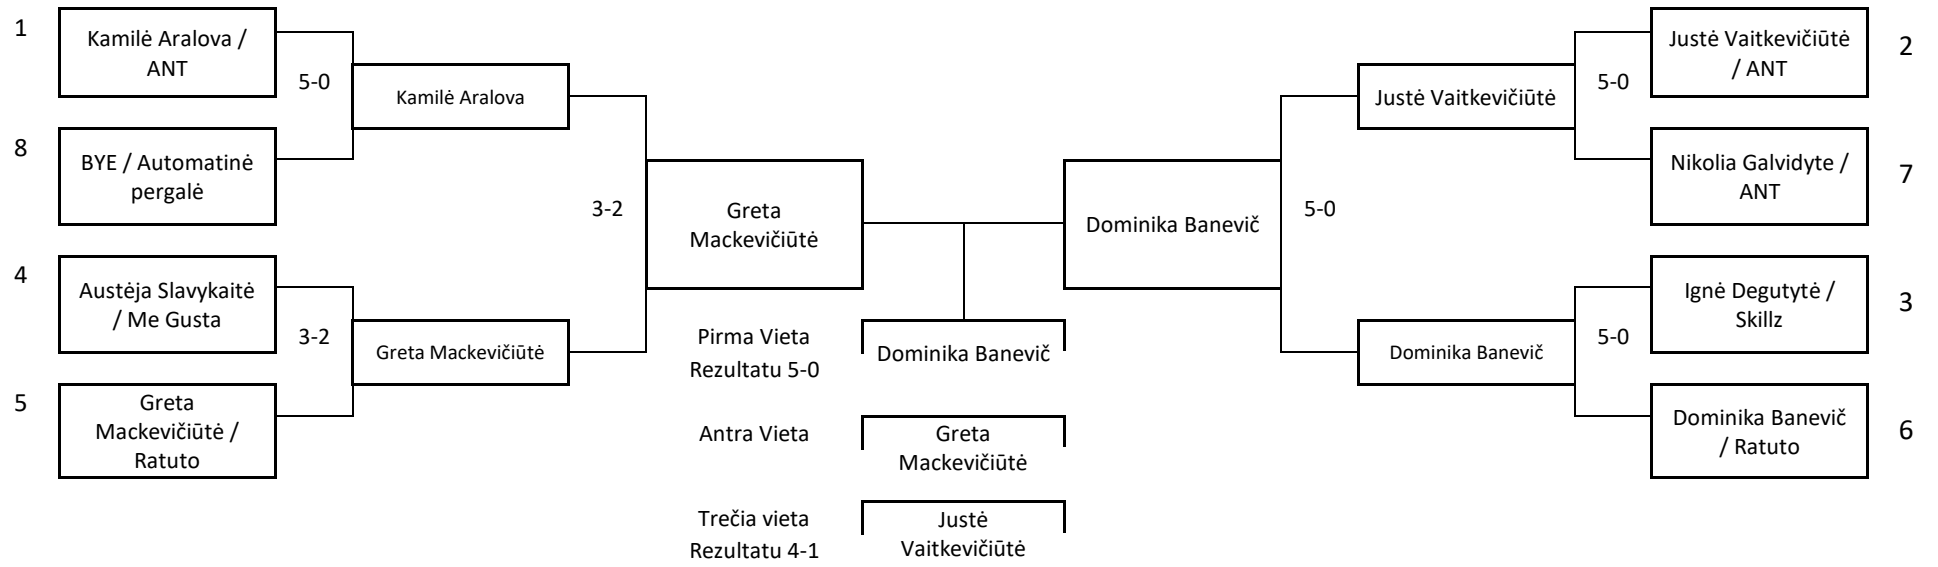 1
Kamilė Aralova /
ANT
5-0
Kamilė Aralova
8
BYE / Automatinė
pergalė
3-2
Greta
Mackevičiūtė
4
Austėja Slavykaitė
/ Me Gusta
3-2
Greta Mackevičiūtė
5
Greta
Mackevičiūtė /
Ratuto
Justė Vaitkevičiūtė
/ ANT
2
5-0
Justė Vaitkevičiūtė
Nikolia Galvidyte /
ANT
7
Dominika Banevič
5-0
Ignė Degutytė /
Skillz
3
5-0
Dominika Banevič
Dominika Banevič
/ Ratuto
6
Pirma Vieta
Rezultatu 5-0
Dominika Banevič
Antra Vieta
Greta
Mackevičiūtė
Trečia vieta
Rezultatu 4-1
Justė
Vaitkevičiūtė